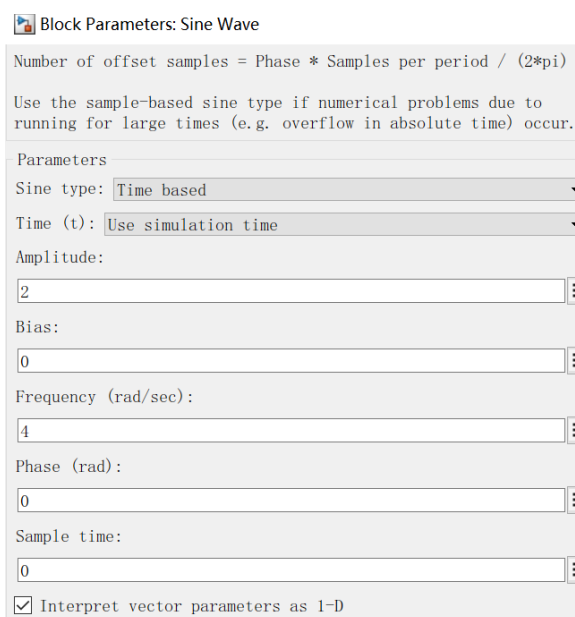 Block Parameters: Sine Wave
Number of offset samples = Phase * Samples per period / (2*pi)
Use the sample-based sine type if numerical problems due to
running for large times (e.g. overflow in absolute time) occur.
Parameters
Sine type: Time based
Time (t): Use simulation time
Amplitude:
2
Bias:
0
Frequency (rad/sec):
4
Phase (rad):
0
Sample time:
0
Interpret vector parameters as 1-D